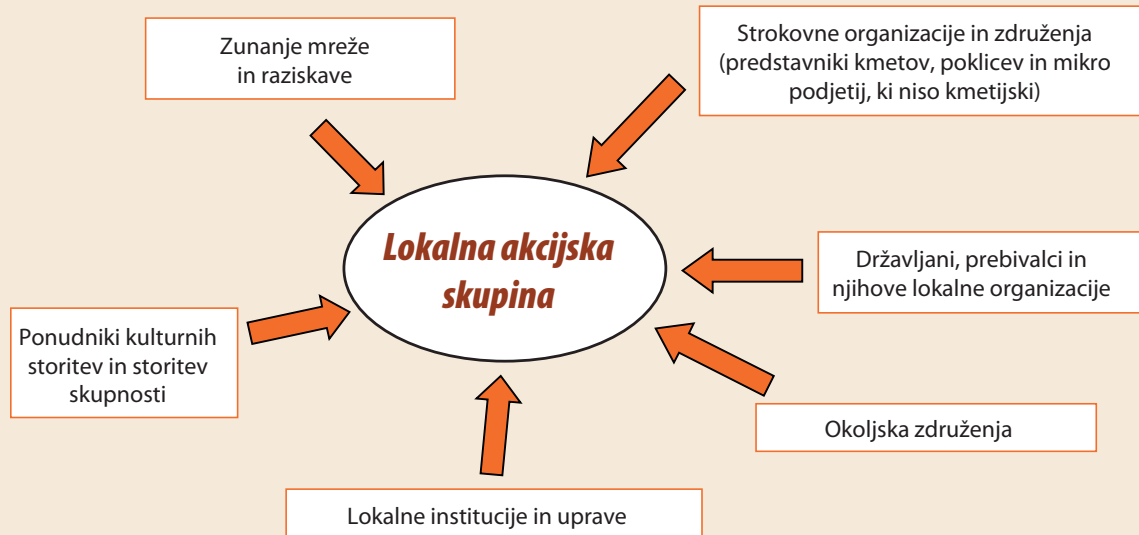 Zunanje mreže
in raziskave
Strokovne organizacije in združenja
(predstavniki kmetov, poklicev in mikro
podjetij, ki niso kmetijski)
Lokalna akcijska
skupina
Državljani, prebivalci in
njihove lokalne organizacije
Ponudniki kulturnih
storitev in storitev
skupnosti
Okoljska združenja
Lokalne institucije in uprave